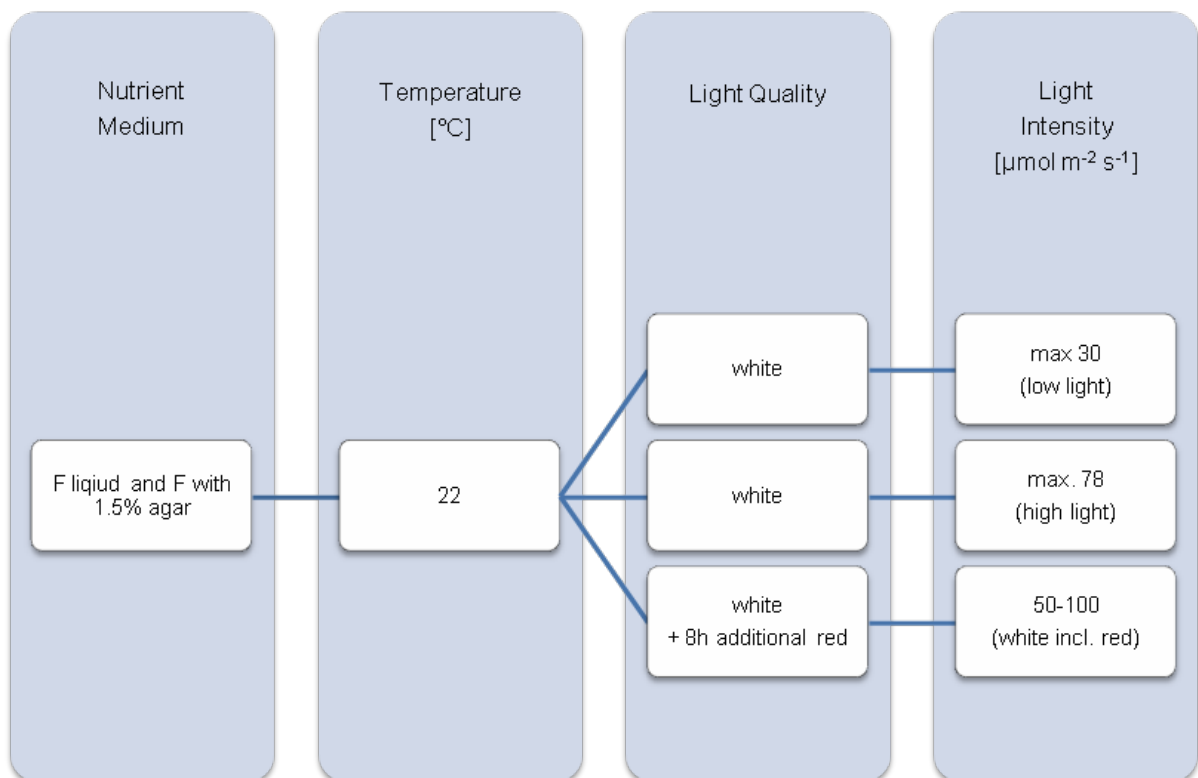 Nutrient
Medium
Temperature
[°C]
Light Quality
Light
Intensity
[µmol m⁻² s⁻¹]
F liqiud and F with
1.5% agar
22
white
max 30
(low light)
white
max. 78
(high light)
white
+ 8h additional red
50-100
(white incl. red)